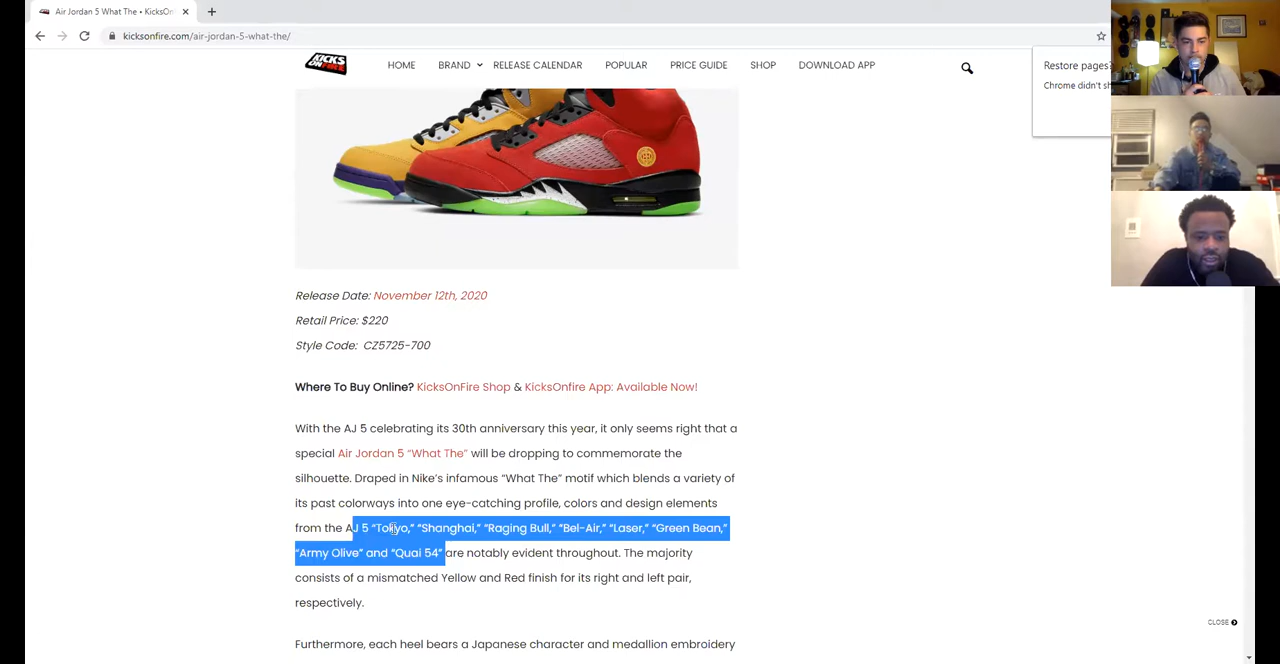 Air Jordan 5 What The • KicksOn
kicksonfire.com/air-jordan-5-what-the/
Restore pages?
Chrome didn't sh
KICKS
ONFIRE
HOME BRAND RELEASE CALENDAR POPULAR PRICE GUIDE SHOP DOWNLOAD APP
Release Date: November 12th, 2020
Retail Price: $220
Style Code: CZ5725-700
Where To Buy Online? KicksOnFire Shop & KicksOnfire App: Available Now!
With the AJ 5 celebrating its 30th anniversary this year, it only seems right that a
special Air Jordan 5 “What The” will be dropping to commemorate the
silhouette. Draped in Nike’s infamous “What The” motif which blends a variety of
its past colorways into one eye-catching profile, colors and design elements
from the AJ 5 “Tokyo,” “Shanghai,” “Raging Bull,” “Bel-Air,” “Laser,” “Green Bean,”
“Army Olive” and “Quai 54” are notably evident throughout. The majority
consists of a mismatched Yellow and Red finish for its right and left pair,
respectively.
Furthermore, each heel bears a Japanese character and medallion embroidery
CLOSE